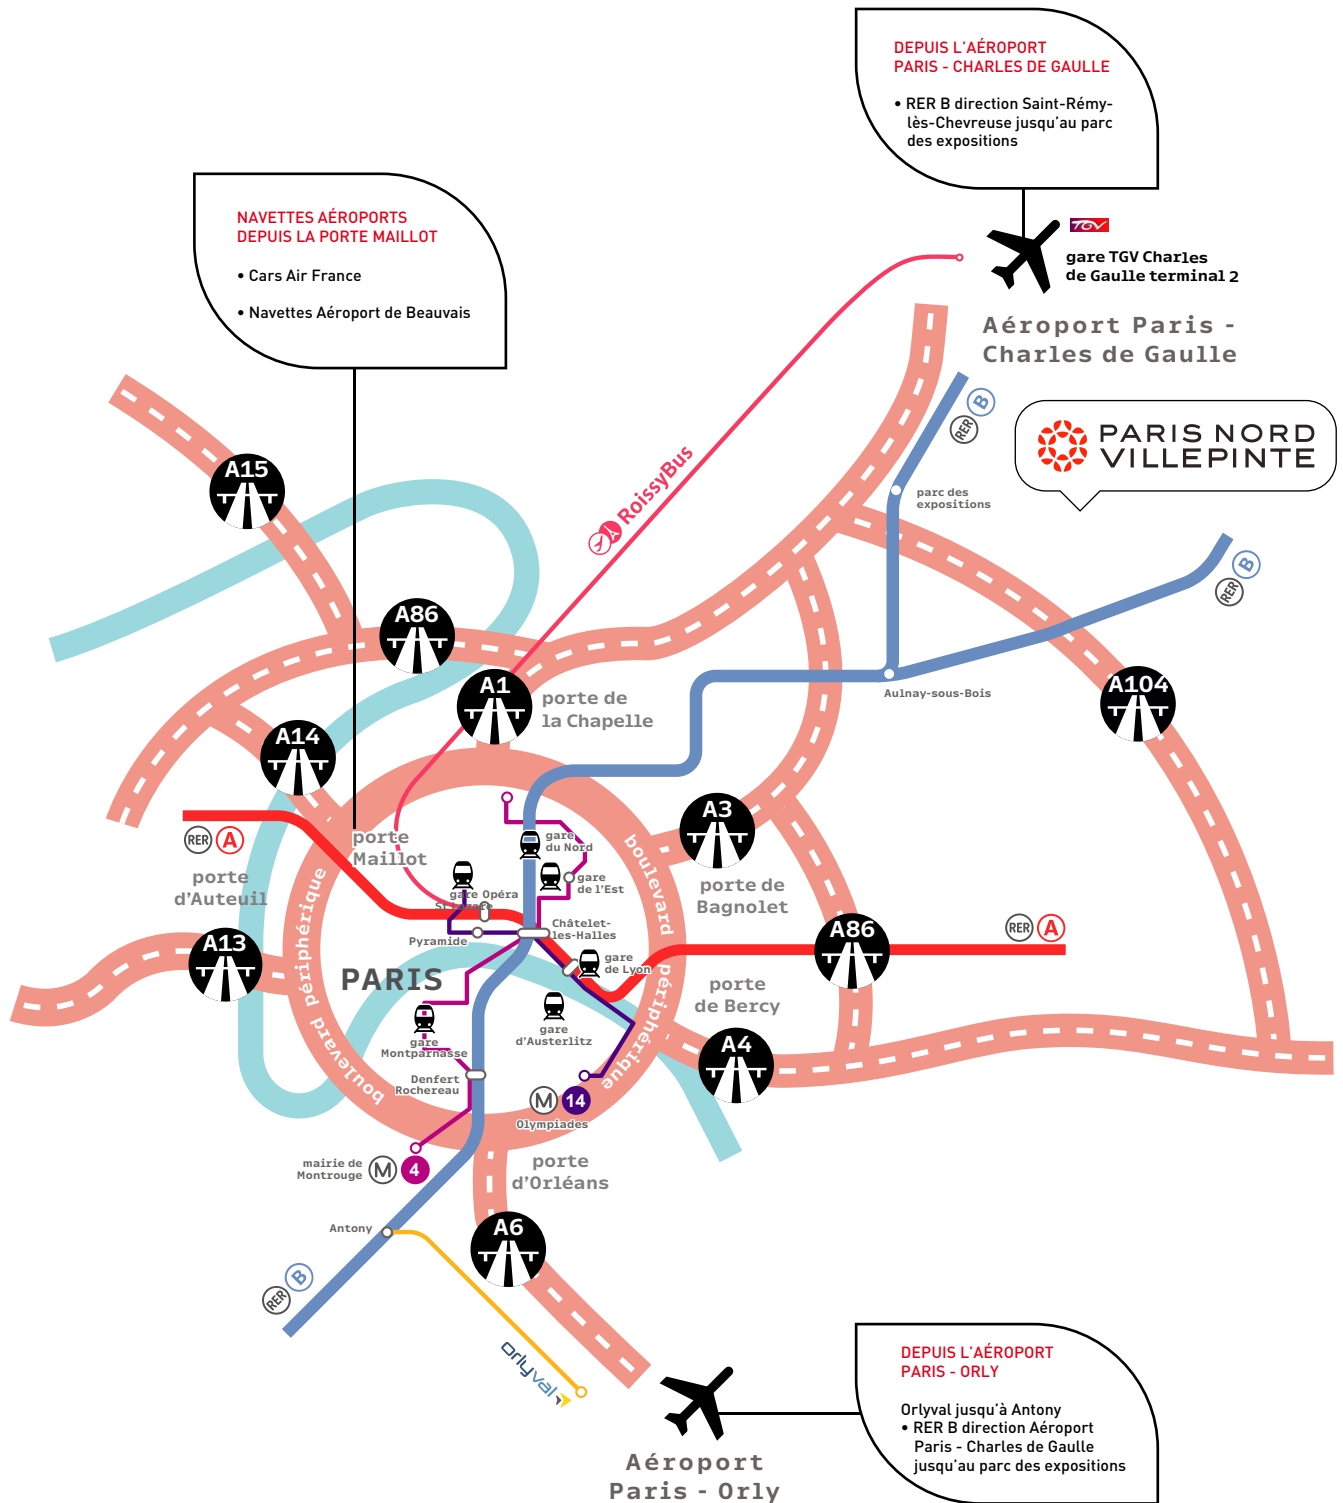 DEPUIS L'AÉROPORT
PARIS - CHARLES DE GAULLE
• RER B direction Saint-Rémy-
lès-Chevreuse jusqu'au parc
des expositions
NAVETTES AÉROPORTS
DEPUIS LA PORTE MAILLOT
• Cars Air France
• Navettes Aéroport de Beauvais
TGV
gare TGV Charles
de Gaulle terminal 2
Aéroport Paris -
Charles de Gaulle
RER B
PARIS NORD
VILLEPINTE
RoissyBus
A15
parc des
expositions
RER B
A86
A1
porte de
la Chapelle
Aulnay-sous-Bois
A104
A14
A3
RER A
porte
Maillot
gare
du Nord
boulevard périphérique
porte
d'Auteuil
gare
de l'Est
gare Opéra
St Lazare
porte de
Bagnolet
Pyramide
Châtelet-
les-Halles
A86
RER A
A13
boulevard périphérique
PARIS
gare
de Lyon
porte
de Bercy
gare
d'Austerlitz
gare
Montparnasse
A4
Denfert
Rochereau
M 14
Olympiades
mairie de
Montrouge
M 4
porte
d'Orléans
Antony
A6
RER B
orlyval
DEPUIS L'AÉROPORT
PARIS - ORLY
Orlyval jusqu'à Antony
• RER B direction Aéroport
Paris - Charles de Gaulle
jusqu'au parc des expositions
Aéroport
Paris - Orly